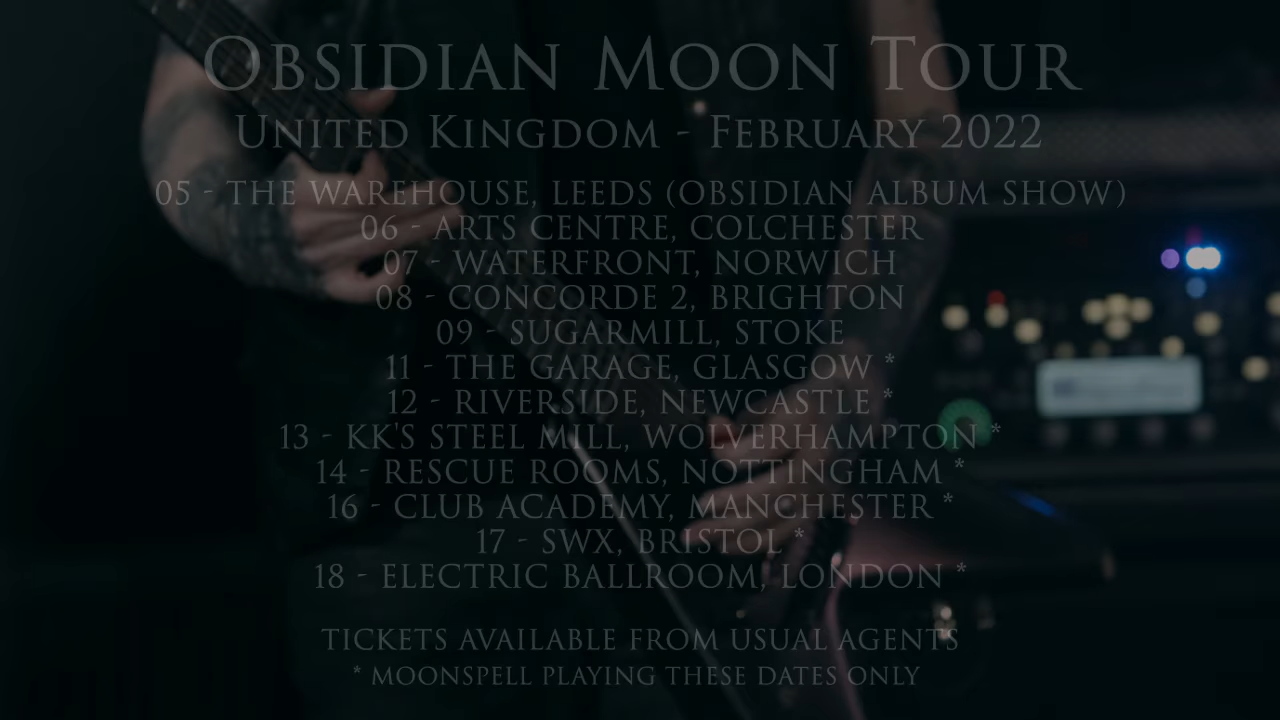 Obsidian Moon Tour
United Kingdom - February 2022
05 - THE WAREHOUSE, LEEDS (OBSIDIAN ALBUM SHOW)
06 - ARTS CENTRE, COLCHESTER
07 - WATERFRONT, NORWICH
08 - CONCORDE 2, BRIGHTON
09 - SUGARMILL, STOKE
11 - THE GARAGE, GLASGOW *
12 - RIVERSIDE, NEWCASTLE *
13 - KK'S STEEL MILL, WOLVERHAMPTON *
14 - RESCUE ROOMS, NOTTINGHAM *
16 - CLUB ACADEMY, MANCHESTER *
17 - SWX, BRISTOL *
18 - ELECTRIC BALLROOM, LONDON *
TICKETS AVAILABLE FROM USUAL AGENTS
* MOONSPELL PLAYING THESE DATES ONLY